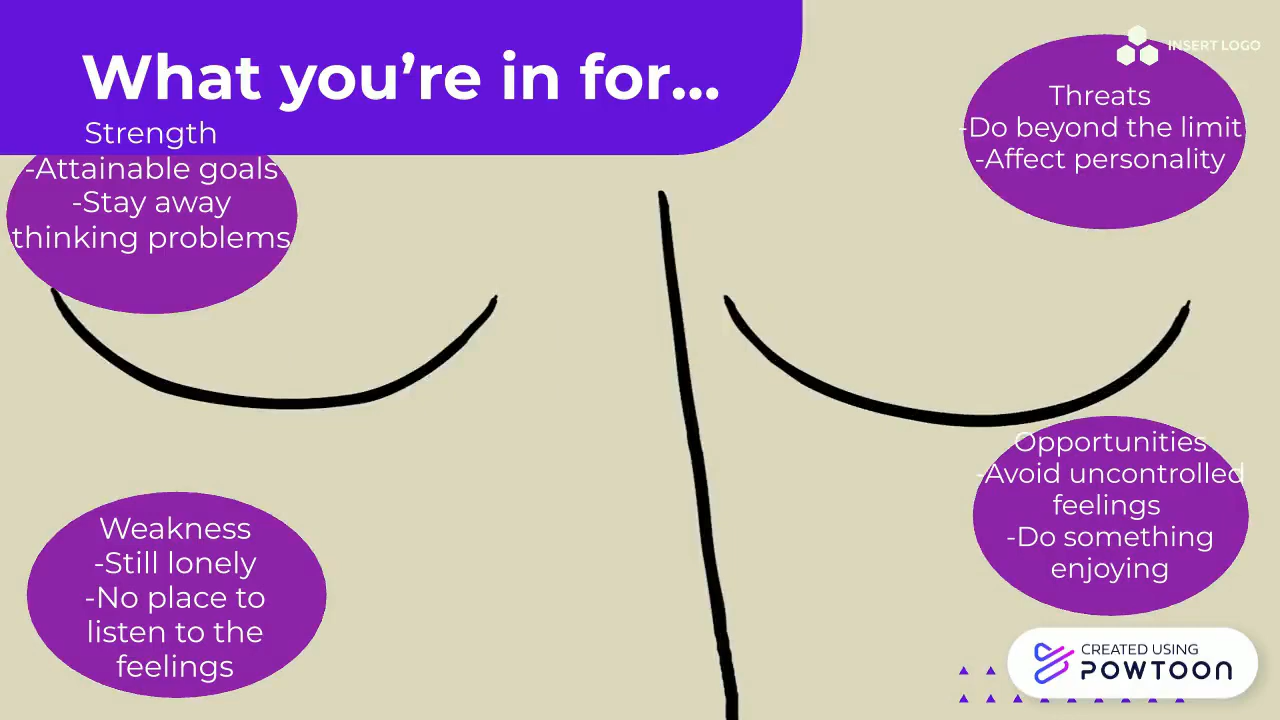 What you’re in for...
Strength
-Attainable goals
-Stay away
thinking problems
INSERT LOGO
Threats
-Do beyond the limit
-Affect personality
Weakness
-Still lonely
-No place to
listen to the
feelings
Opportunities
-Avoid uncontrolled
feelings
-Do something
enjoying
CREATED USING
POWTOON